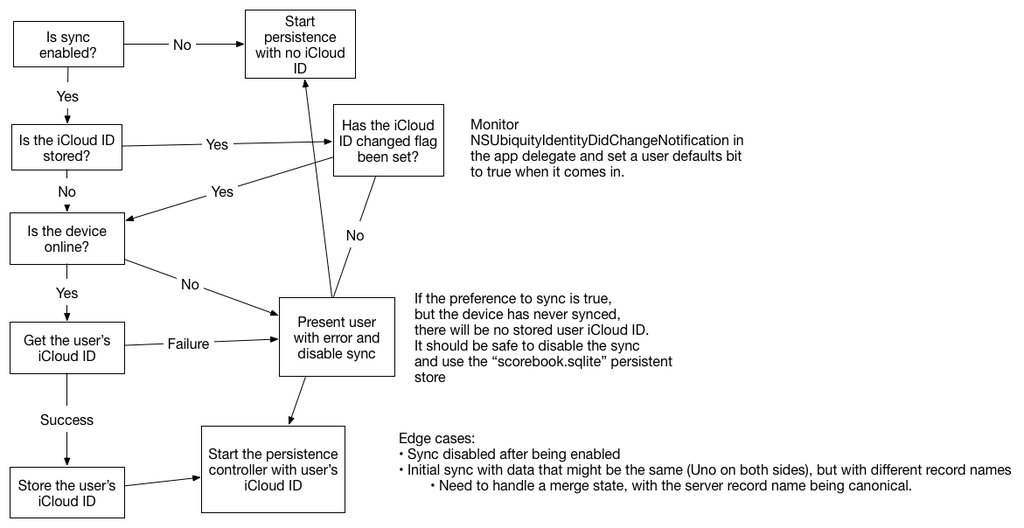 Is sync
enabled?
No
Start
persistence
with no iCloud
ID
Yes
Is the iCloud ID
stored?
Yes
Has the iCloud
ID changed flag
been set?
Monitor
NSUbiquityIdentityDidChangeNotification in
the app delegate and set a user defaults bit
to true when it comes in.
No
Yes
Is the device
online?
No
No
Yes
Get the user's
iCloud ID
Failure
Present user
with error and
disable sync
If the preference to sync is true,
but the device has never synced,
there will be no stored user iCloud ID.
It should be safe to disable the sync
and use the “scorebook.sqlite” persistent
store
Success
Store the user's
iCloud ID
Start the persistence
controller with user's
iCloud ID
Edge cases:
• Sync disabled after being enabled
• Initial sync with data that might be the same (Uno on both sides), but with different record names
• Need to handle a merge state, with the server record name being canonical.